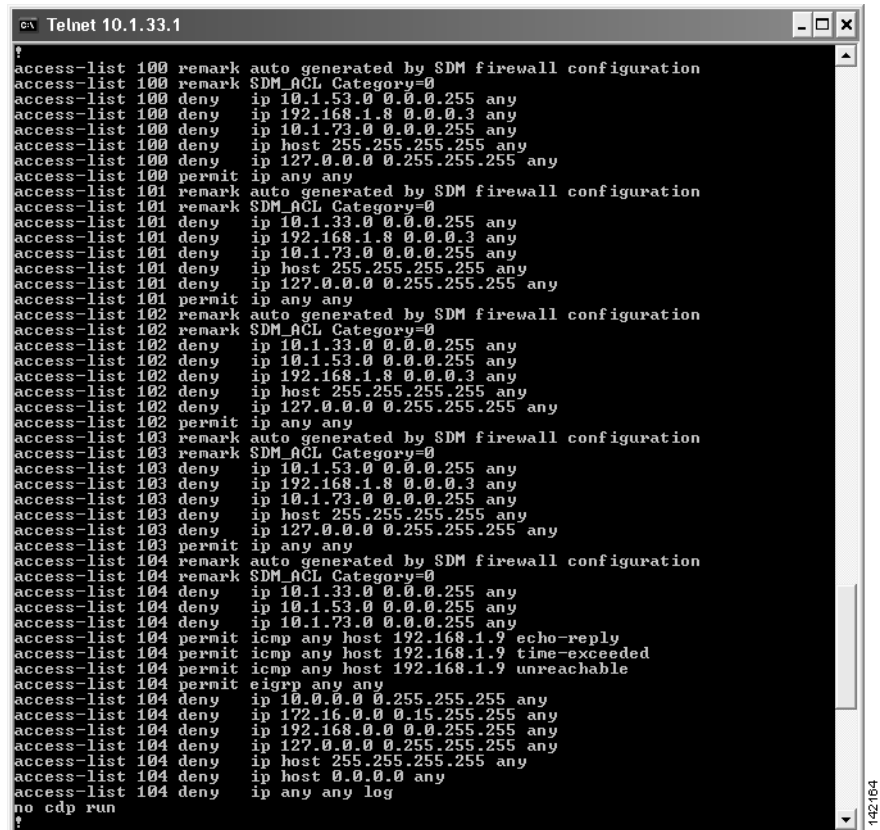 Telnet 10.1.33.1
!
access-list 100 remark auto generated by SDM firewall configuration
access-list 100 remark SDM_ACL Category=0
access-list 100 deny   ip 10.1.53.0 0.0.0.255 any
access-list 100 deny   ip 192.168.1.8 0.0.0.3 any
access-list 100 deny   ip 10.1.73.0 0.0.0.255 any
access-list 100 deny   ip host 255.255.255.255 any
access-list 100 deny   ip 127.0.0.0 0.255.255.255 any
access-list 100 permit ip any any
access-list 101 remark auto generated by SDM firewall configuration
access-list 101 remark SDM_ACL Category=0
access-list 101 deny   ip 10.1.33.0 0.0.0.255 any
access-list 101 deny   ip 192.168.1.8 0.0.0.3 any
access-list 101 deny   ip 10.1.73.0 0.0.0.255 any
access-list 101 deny   ip host 255.255.255.255 any
access-list 101 deny   ip 127.0.0.0 0.255.255.255 any
access-list 101 permit ip any any
access-list 102 remark auto generated by SDM firewall configuration
access-list 102 remark SDM_ACL Category=0
access-list 102 deny   ip 10.1.33.0 0.0.0.255 any
access-list 102 deny   ip 10.1.53.0 0.0.0.255 any
access-list 102 deny   ip 192.168.1.8 0.0.0.3 any
access-list 102 deny   ip host 255.255.255.255 any
access-list 102 deny   ip 127.0.0.0 0.255.255.255 any
access-list 102 permit ip any any
access-list 103 remark auto generated by SDM firewall configuration
access-list 103 remark SDM_ACL Category=0
access-list 103 deny   ip 10.1.53.0 0.0.0.255 any
access-list 103 deny   ip 192.168.1.8 0.0.0.3 any
access-list 103 deny   ip 10.1.73.0 0.0.0.255 any
access-list 103 deny   ip host 255.255.255.255 any
access-list 103 deny   ip 127.0.0.0 0.255.255.255 any
access-list 103 permit ip any any
access-list 104 remark auto generated by SDM firewall configuration
access-list 104 remark SDM_ACL Category=0
access-list 104 deny   ip 10.1.33.0 0.0.0.255 any
access-list 104 deny   ip 10.1.53.0 0.0.0.255 any
access-list 104 deny   ip 10.1.73.0 0.0.0.255 any
access-list 104 permit icmp any host 192.168.1.9 echo-reply
access-list 104 permit icmp any host 192.168.1.9 time-exceeded
access-list 104 permit icmp any host 192.168.1.9 unreachable
access-list 104 permit eigrp any any
access-list 104 deny   ip 10.0.0.0 0.255.255.255 any
access-list 104 deny   ip 172.16.0.0 0.15.255.255 any
access-list 104 deny   ip 192.168.0.0 0.0.255.255 any
access-list 104 deny   ip 127.0.0.0 0.255.255.255 any
access-list 104 deny   ip host 255.255.255.255 any
access-list 104 deny   ip host 0.0.0.0 any
access-list 104 deny   ip any any log
no cdp run
!
142164